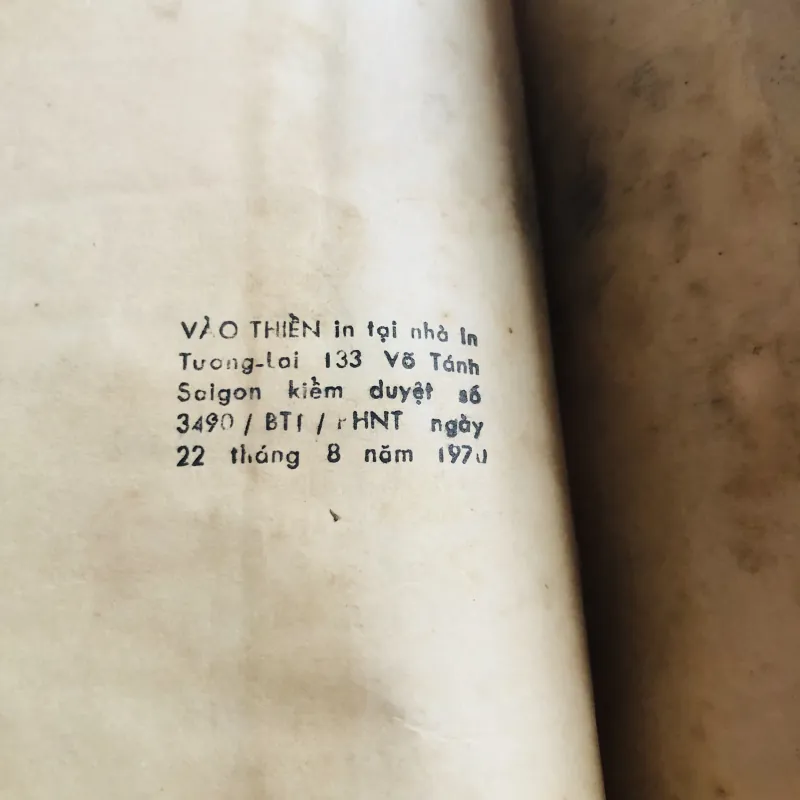 VÀO THIỀN in tại nhà in
Tương-Lai 133 Võ Tánh
Saigon kiểm duyệt số
3490 / BTT / PHNT ngày
22 tháng 8 năm 1970